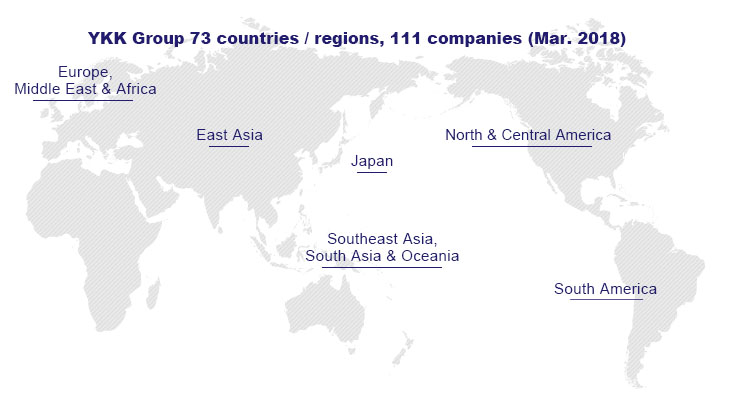 YKK Group 73 countries / regions, 111 companies (Mar. 2018)
Europe,
Middle East & Africa
East Asia
North & Central America
Japan
Southeast Asia,
South Asia & Oceania
South America